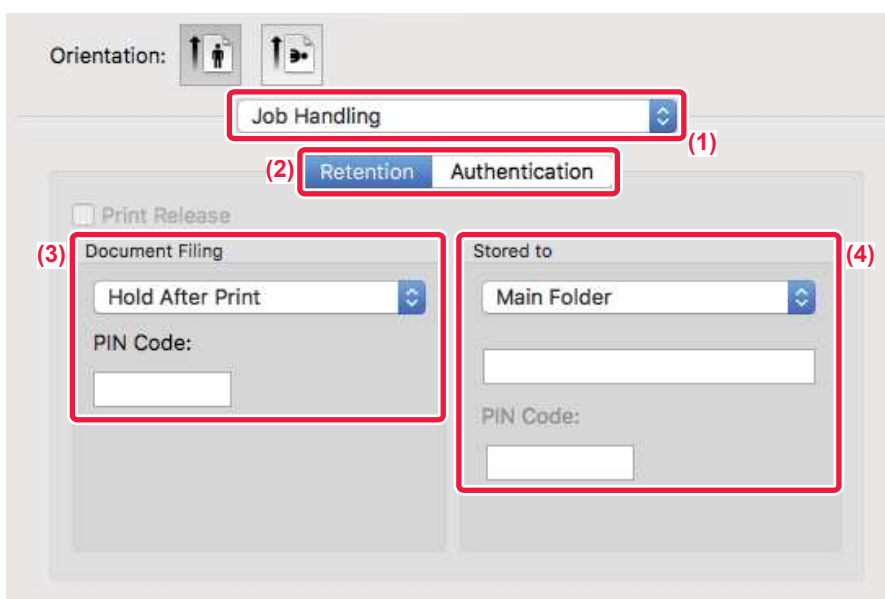 Orientation:
Job Handling
(1)
(2) Retention Authentication
Print Release
(3) Document Filing
Stored to (4)
Hold After Print
Main Folder
PIN Code:
PIN Code: